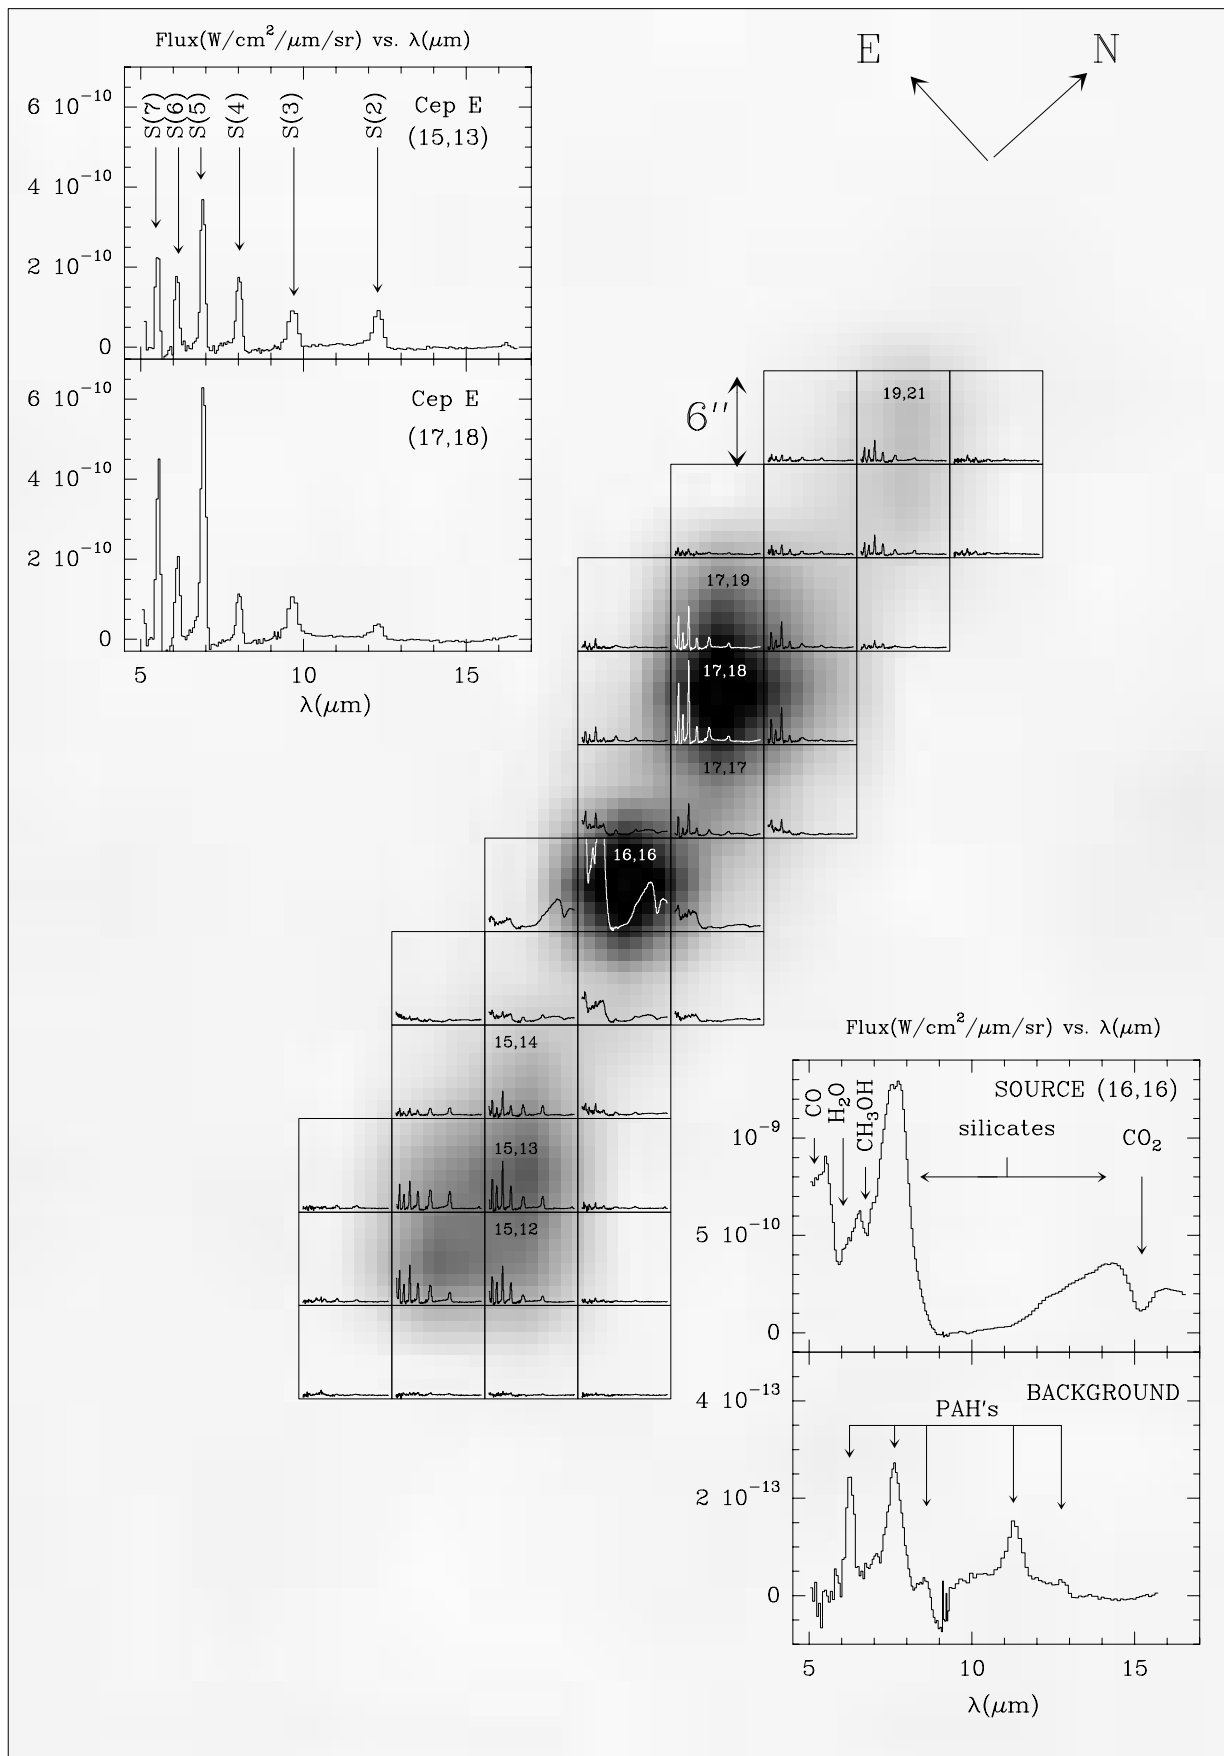 Flux(W/cm²/μm/sr) vs. λ(μm)
E N
S(7) S(6) S(5) S(4) S(3) S(2)
Cep E
(15,13)
6 10⁻¹⁰
4 10⁻¹⁰
2 10⁻¹⁰
0
Cep E
(17,18)
6 10⁻¹⁰
4 10⁻¹⁰
2 10⁻¹⁰
0
5 10 15
λ(μm)
6″
19,21
17,19
17,18
17,17
16,16
15,14
15,13
15,12
Flux(W/cm²/μm/sr) vs. λ(μm)
SOURCE (16,16)
CO H₂O CH₃OH
silicates
CO₂
10⁻⁹
5 10⁻¹⁰
0
BACKGROUND
PAH's
4 10⁻¹³
2 10⁻¹³
0
5 10 15
λ(μm)